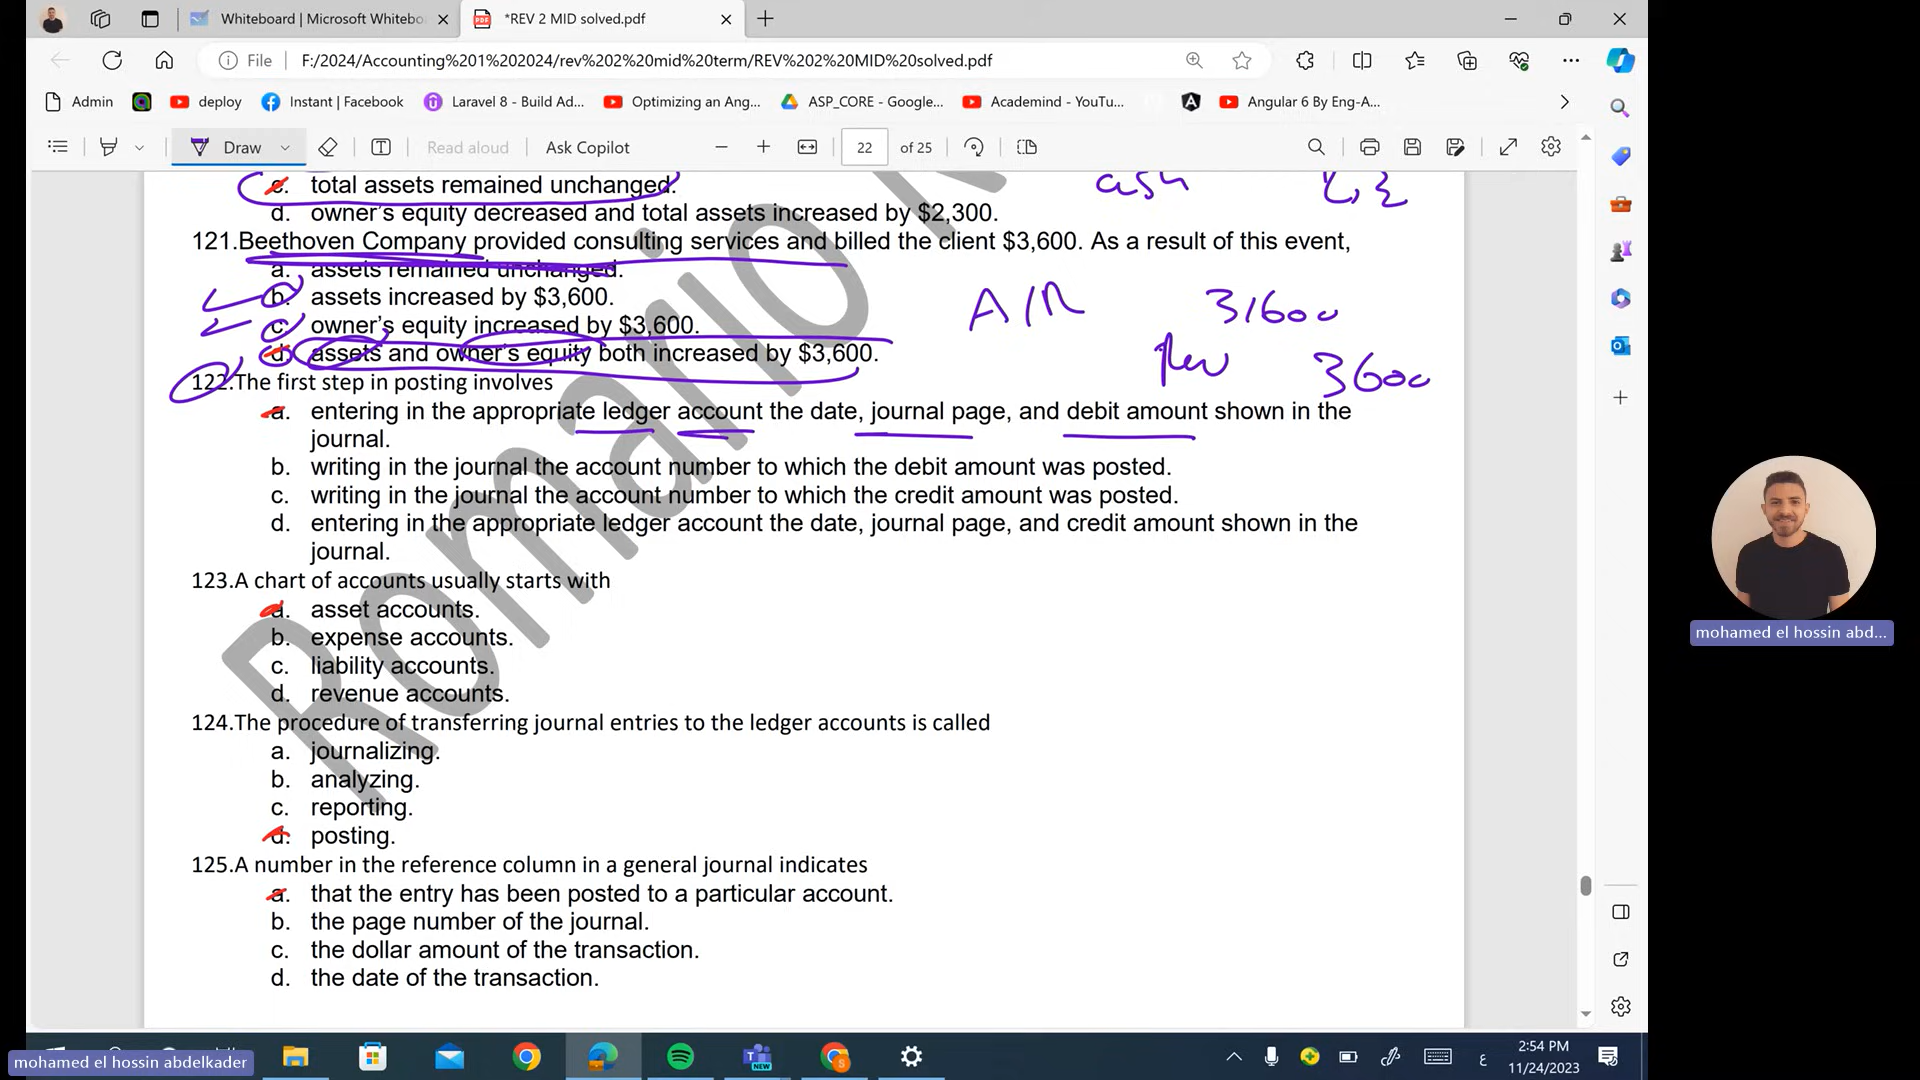 Whiteboard | Microsoft Whitebo
*REV 2 MID solved.pdf
File
F:/2024/Accounting%201%202024/rev%202%20mid%20term/REV%202%20MID%20solved.pdf
Admin
deploy
Instant | Facebook
Laravel 8 - Build Ad...
Optimizing an Ang...
ASP_CORE - Google...
Academind - YouTu...
Angular 6 By Eng-A...
Draw
Read aloud
Ask Copilot
22
of 25
c. total assets remained unchanged.
d. owner's equity decreased and total assets increased by $2,300.
121.Beethoven Company provided consulting services and billed the client $3,600. As a result of this event,
a. assets remained unchanged.
b. assets increased by $3,600.
c. owner's equity increased by $3,600.
d. assets and owner's equity both increased by $3,600.
A/R 3600
Rev 3600
122.The first step in posting involves
a. entering in the appropriate ledger account the date, journal page, and debit amount shown in the
journal.
b. writing in the journal the account number to which the debit amount was posted.
c. writing in the journal the account number to which the credit amount was posted.
d. entering in the appropriate ledger account the date, journal page, and credit amount shown in the
journal.
123.A chart of accounts usually starts with
a. asset accounts.
b. expense accounts.
c. liability accounts.
d. revenue accounts.
124.The procedure of transferring journal entries to the ledger accounts is called
a. journalizing.
b. analyzing.
c. reporting.
d. posting.
125.A number in the reference column in a general journal indicates
a. that the entry has been posted to a particular account.
b. the page number of the journal.
c. the dollar amount of the transaction.
d. the date of the transaction.
Romario
mohamed el hossin abd...
mohamed el hossin abdelkader
ع
2:54 PM
11/24/2023